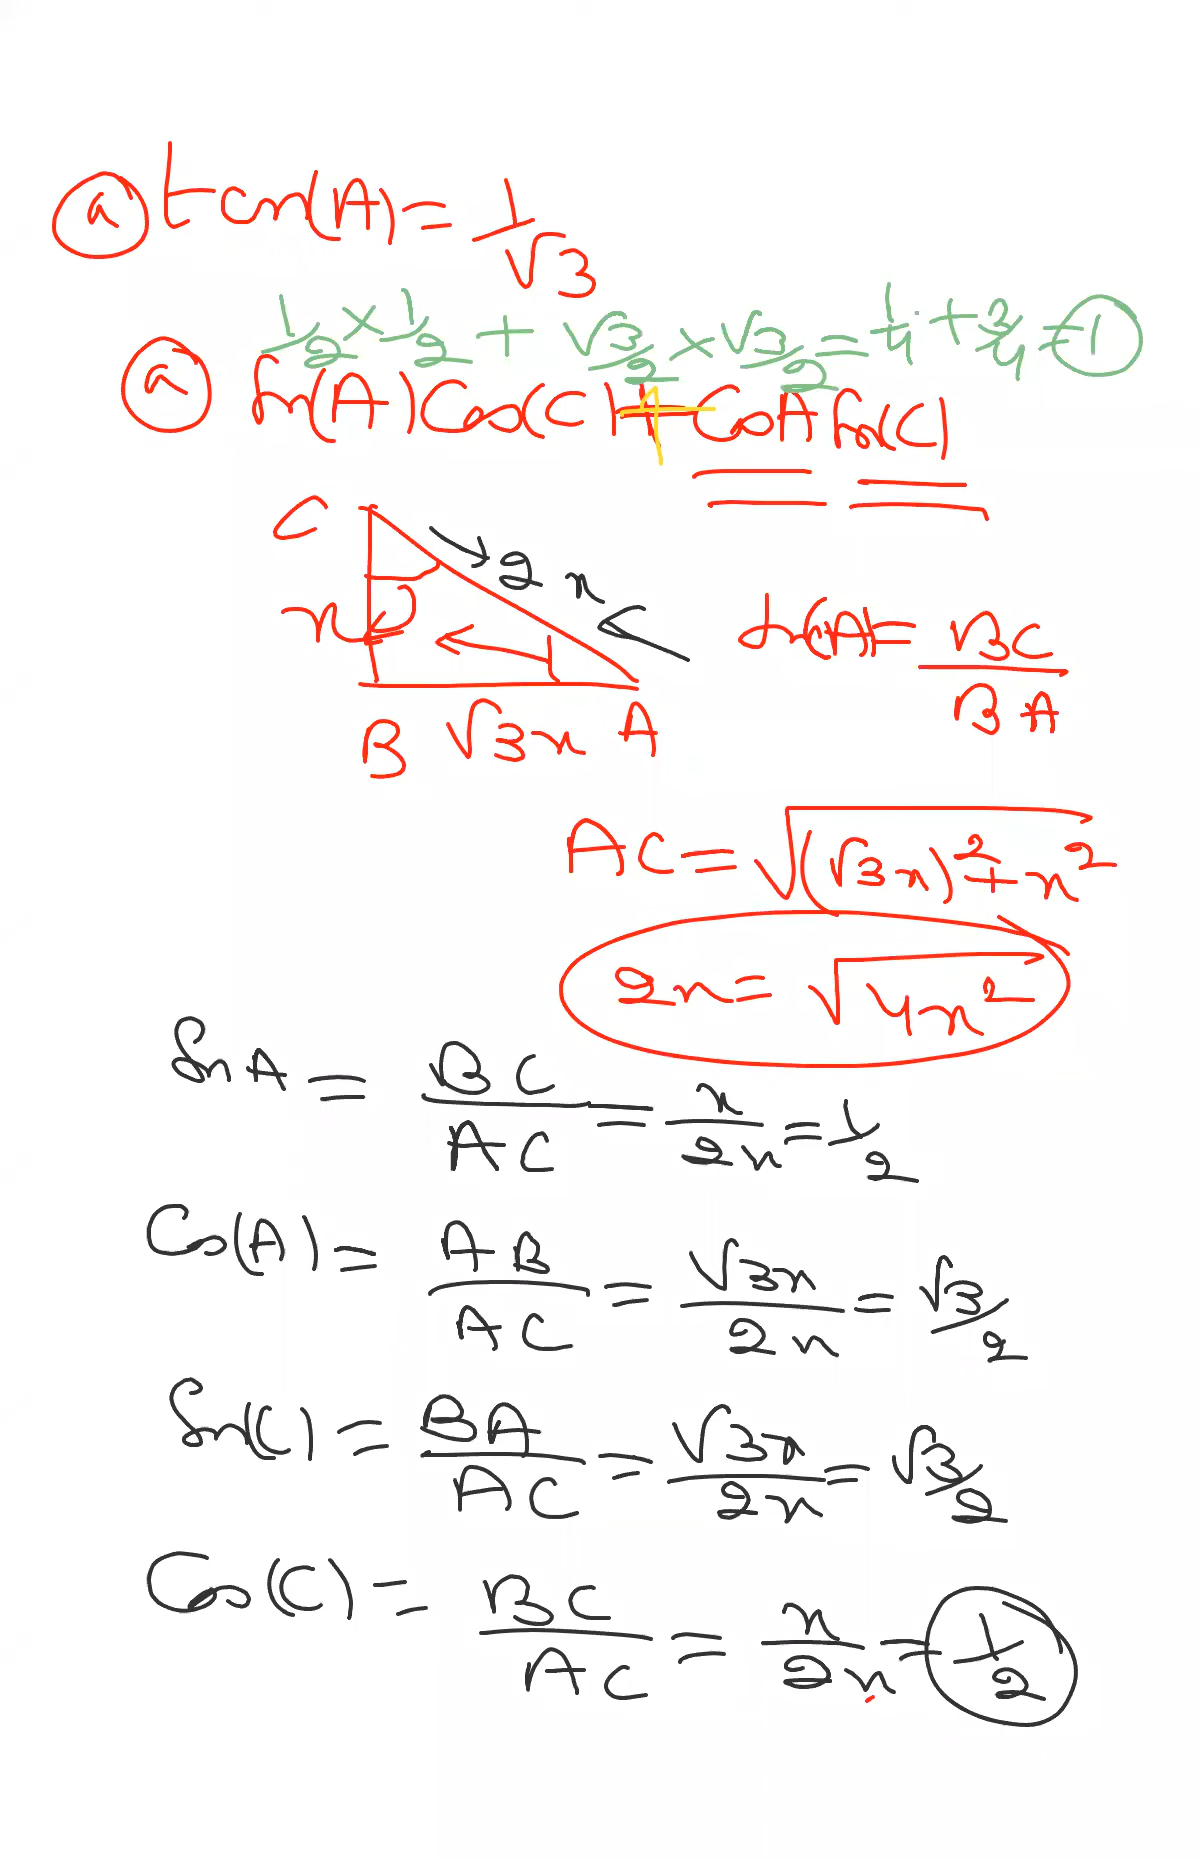 a tan(A) = 1/√3
1/2 × 1/2 + √3/2 × √3/2 = 1/4 + 3/4 = 1
a Sin(A) Cos(C) + CosA Sin(C)
C
2x
x
tan(A) = BC/BA
B √3x A
AC = √((√3x)² + x²)
2x = √4x²
Sin A = BC/AC = x/2x = 1/2
Cos(A) = AB/AC = √3x/2x = √3/2
Sin(C) = BA/AC = √3x/2x = √3/2
Cos(C) = BC/AC = x/2x = 1/2